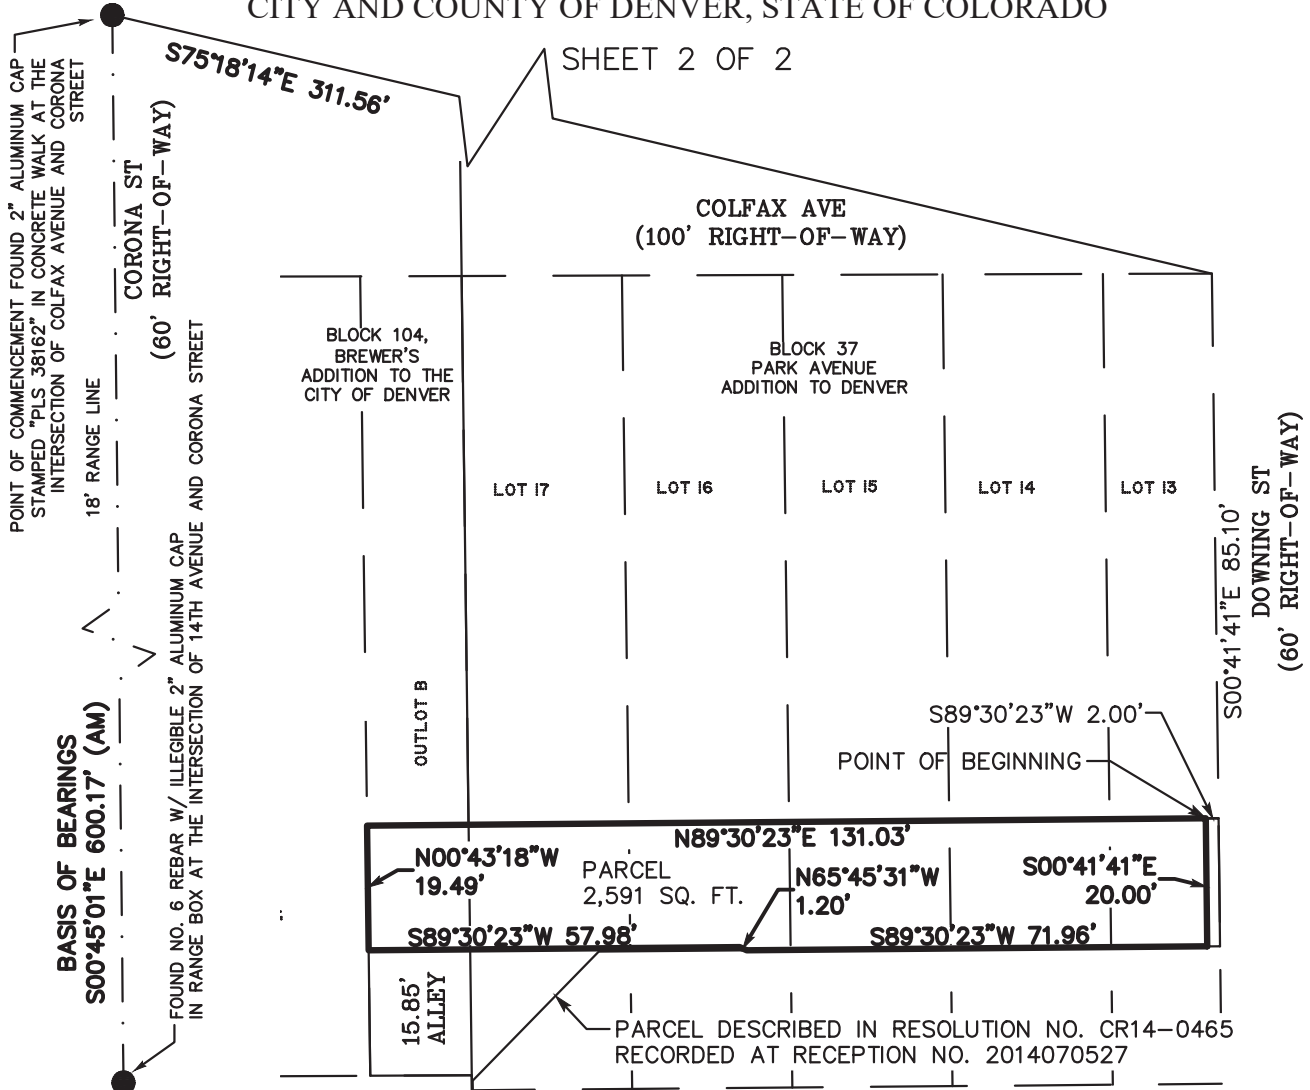 CITY AND COUNTY OF DENVER, STATE OF COLORADO
SHEET 2 OF 2
S75°18'14"E 311.56'
POINT OF COMMENCEMENT FOUND 2" ALUMINUM CAP
STAMPED "PLS 38162" IN CONCRETE WALK AT THE
INTERSECTION OF COLFAX AVENUE AND CORONA
STREET
18' RANGE LINE
CORONA ST
(60' RIGHT-OF-WAY)
COLFAX AVE
(100' RIGHT-OF-WAY)
BLOCK 104,
BREWER'S
ADDITION TO THE
CITY OF DENVER
BLOCK 37
PARK AVENUE
ADDITION TO DENVER
LOT 17
LOT 16
LOT 15
LOT 14
LOT 13
S00°41'41"E 85.10'
DOWNING ST
(60' RIGHT-OF-WAY)
OUTLOT B
BASIS OF BEARINGS
S00°45'01"E 600.17' (AM)
FOUND NO. 6 REBAR W/ ILLEGIBLE 2" ALUMINUM CAP
IN RANGE BOX AT THE INTERSECTION OF 14TH AVENUE AND CORONA STREET
S89°30'23"W 2.00'
POINT OF BEGINNING
N89°30'23"E 131.03'
N00°43'18"W
19.49'
PARCEL
2,591 SQ. FT.
N65°45'31"W
1.20'
S00°41'41"E
20.00'
S89°30'23"W 57.98'
S89°30'23"W 71.96'
15.85'
ALLEY
PARCEL DESCRIBED IN RESOLUTION NO. CR14-0465
RECORDED AT RECEPTION NO. 2014070527